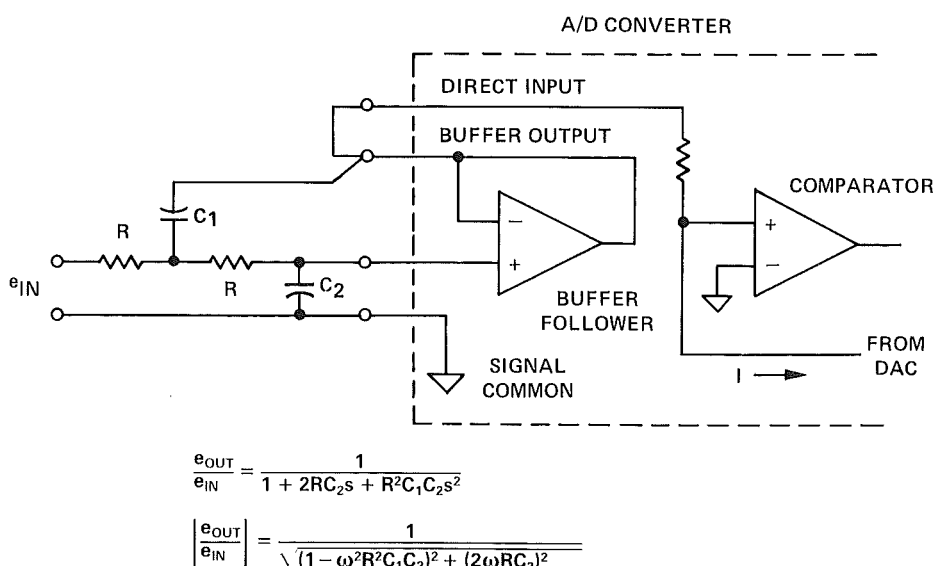 A/D CONVERTER
DIRECT INPUT
BUFFER OUTPUT
COMPARATOR
C1
R
−
+
+
−
eIN
R
C2
BUFFER
FOLLOWER
FROM
DAC
SIGNAL
COMMON
I
eOUT/eIN = 1/(1 + 2RC2s + R²C1C2s²)
|eOUT/eIN| = 1/√((1 − ω²R²C1C2)² + (2ωRC2)²)